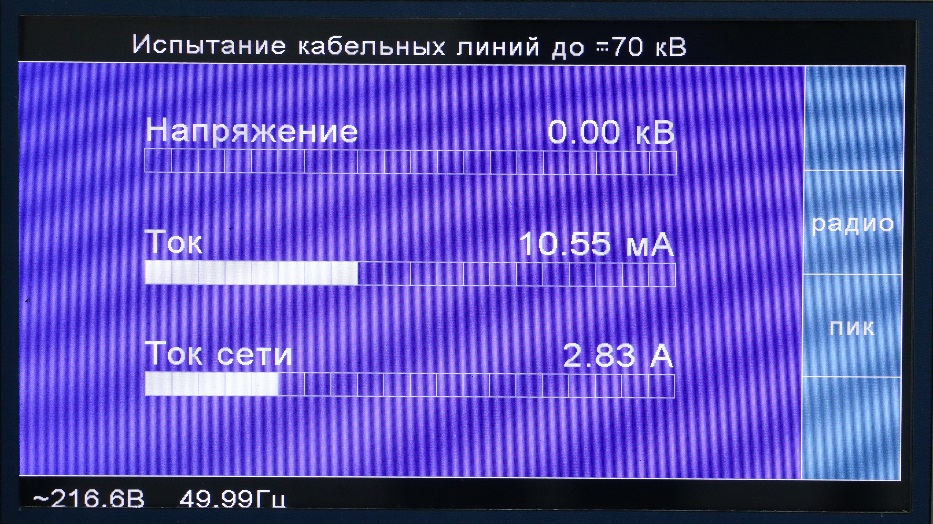 Испытание кабельных линий до ⎓70 кВ
Напряжение 0.00 кВ
Ток 10.55 мА
радио
пик
Ток сети 2.83 А
~216.6В 49.99Гц